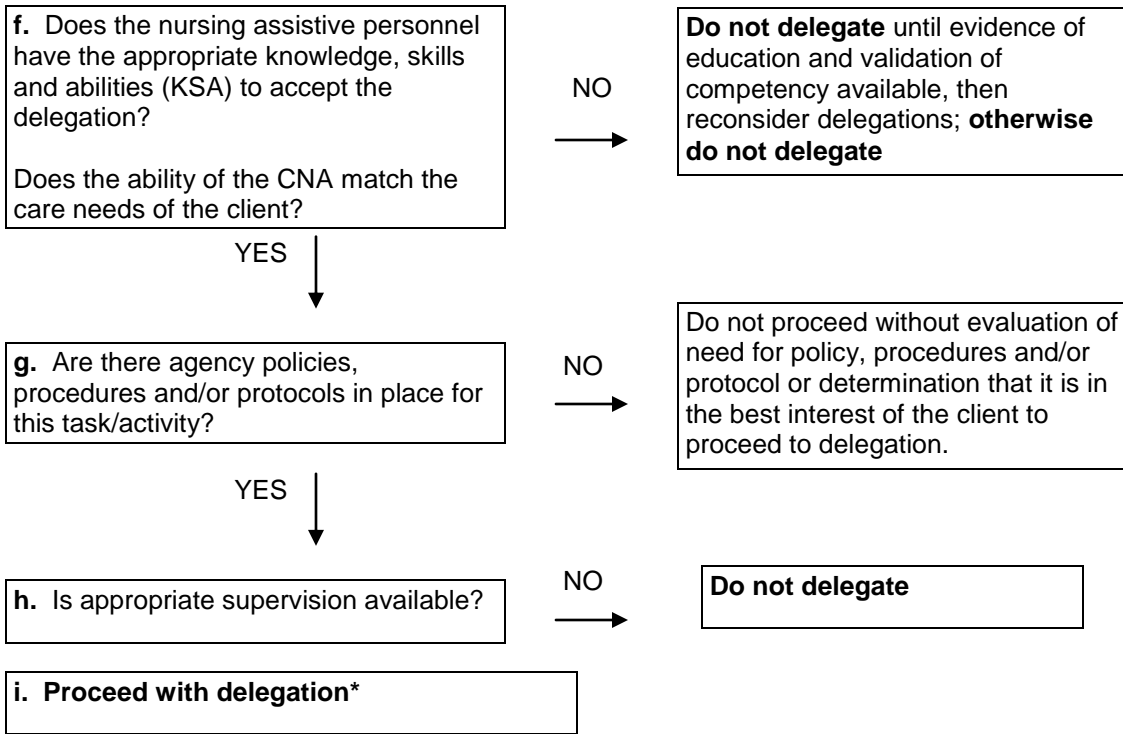 f. Does the nursing assistive personnel
have the appropriate knowledge, skills
and abilities (KSA) to accept the
delegation?
Does the ability of the CNA match the
care needs of the client?
NO
Do not delegate until evidence of
education and validation of
competency available, then
reconsider delegations; otherwise
do not delegate
YES
g. Are there agency policies,
procedures and/or protocols in place for
this task/activity?
NO
Do not proceed without evaluation of
need for policy, procedures and/or
protocol or determination that it is in
the best interest of the client to
proceed to delegation.
YES
h. Is appropriate supervision available?
NO
Do not delegate
i. Proceed with delegation*